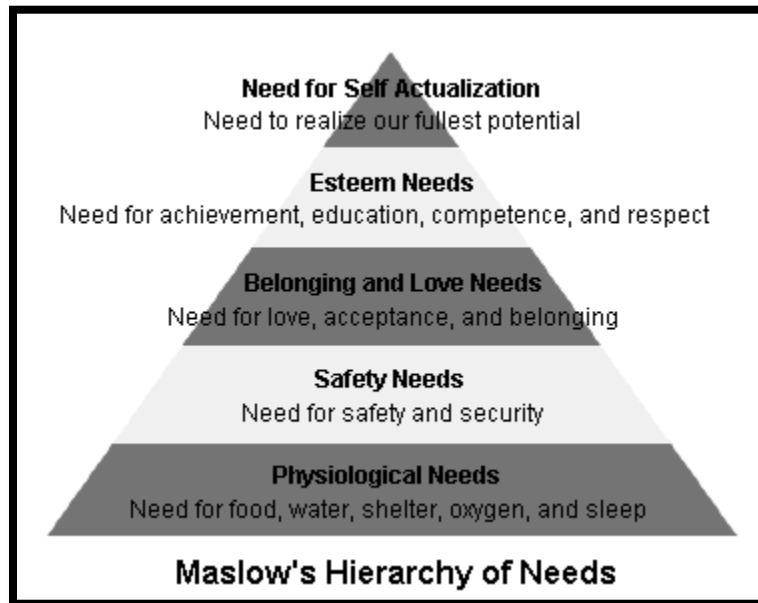 Need for Self Actualization
Need to realize our fullest potential
Esteem Needs
Need for achievement, education, competence, and respect
Belonging and Love Needs
Need for love, acceptance, and belonging
Safety Needs
Need for safety and security
Physiological Needs
Need for food, water, shelter, oxygen, and sleep
Maslow's Hierarchy of Needs